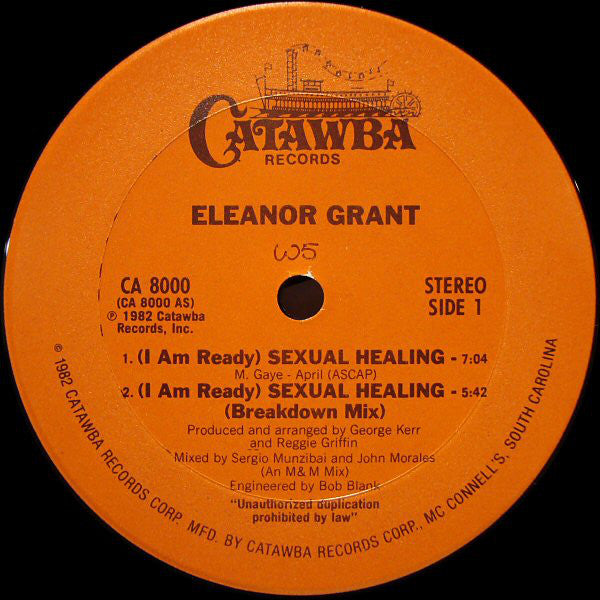 CATAWBA
RECORDS
ELEANOR GRANT
W5
CA 8000
(CA 8000 AS)
℗ 1982 Catawba
Records, Inc.
STEREO
SIDE 1
1. (I Am Ready) SEXUAL HEALING - 7:04
M. Gaye - April (ASCAP)
2. (I Am Ready) SEXUAL HEALING - 5:42
(Breakdown Mix)
Produced and arranged by George Kerr
and Reggie Griffin
Mixed by Sergio Munzibai and John Morales
(An M&M Mix)
Engineered by Bob Blank
"Unauthorized duplication
prohibited by law"
© 1982 CATAWBA RECORDS CORP. MFD. BY CATAWBA RECORDS CORP., MC CONNELL'S, SOUTH CAROLINA